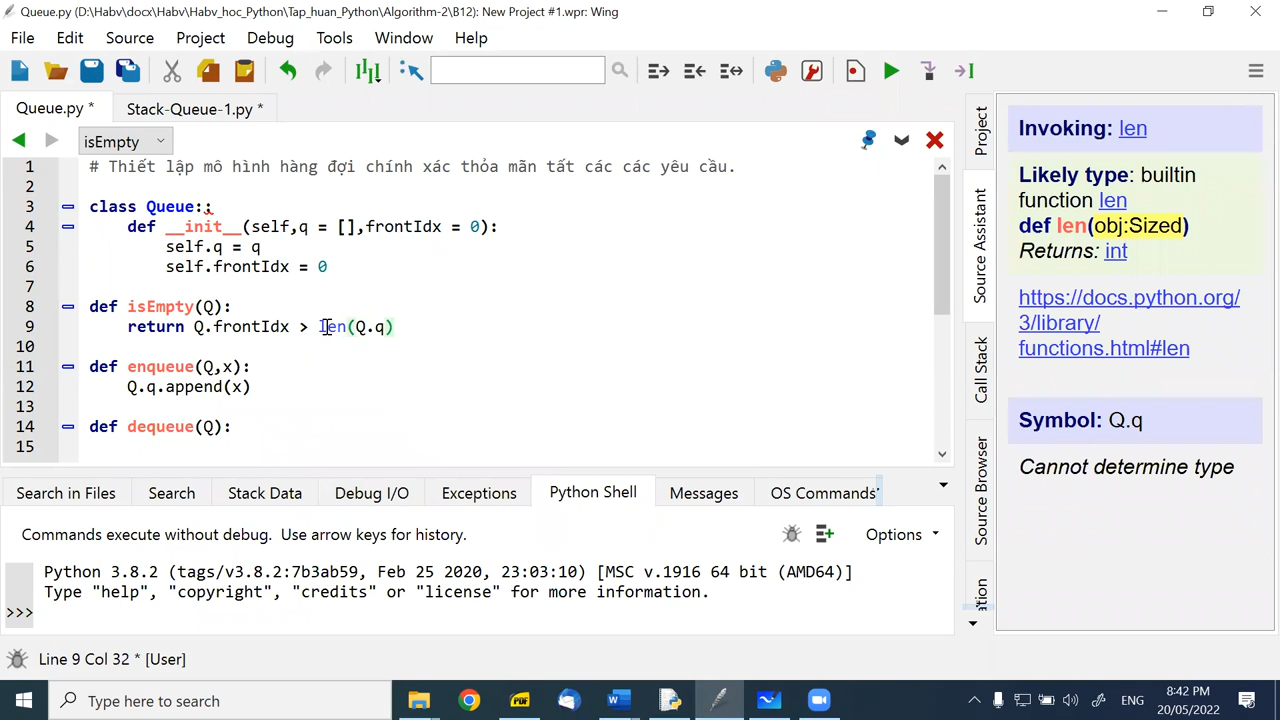 Queue.py (D:\Habv\docx\Habv\Habv_hoc_Python\Tap_huan_Python\Algorithm-2\B12): New Project #1.wpr: Wing
File Edit Source Project Debug Tools Window Help
Queue.py * Stack-Queue-1.py *
isEmpty
1 # Thiết lập mô hình hàng đợi chính xác thỏa mãn tất các các yêu cầu.
2
3 class Queue::
4 def __init__(self,q = [],frontIdx = 0):
5 self.q = q
6 self.frontIdx = 0
7
8 def isEmpty(Q):
9 return Q.frontIdx > len(Q.q)
10
11 def enqueue(Q,x):
12 Q.q.append(x)
13
14 def dequeue(Q):
15
Search in Files Search Stack Data Debug I/O Exceptions Python Shell Messages OS Commands
Commands execute without debug. Use arrow keys for history. Options
Python 3.8.2 (tags/v3.8.2:7b3ab59, Feb 25 2020, 23:03:10) [MSC v.1916 64 bit (AMD64)]
Type "help", "copyright", "credits" or "license" for more information.
>>>
Project
Source Assistant
Call Stack
Source Browser
Invoking: len
Likely type: builtin
function len
def len(obj:Sized)
Returns: int
https://docs.python.org/
3/library/
functions.html#len
Symbol: Q.q
Cannot determine type
Line 9 Col 32 * [User]
Type here to search
PDF
ENG
8:42 PM
20/05/2022